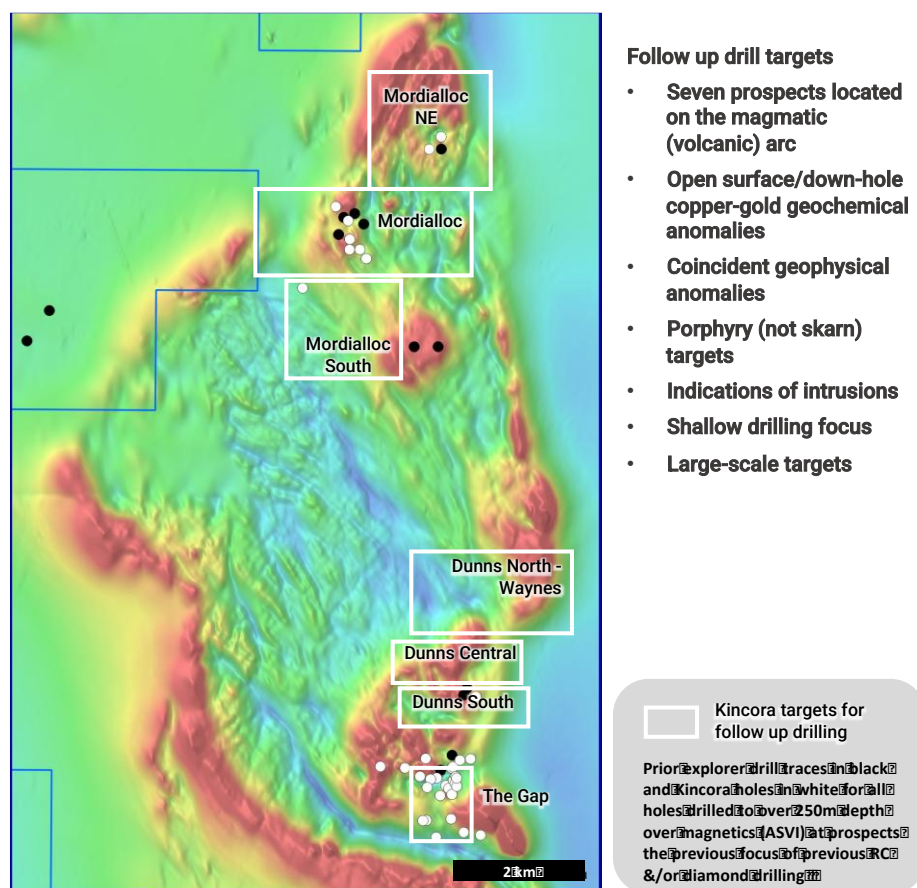 Mordialloc
NE
Mordialloc
Mordialloc
South
Dunns North -
Waynes
Dunns Central
Dunns South
The Gap
2 km
Follow up drill targets
• Seven prospects located
on the magmatic
(volcanic) arc
• Open surface/down-hole
copper-gold geochemical
anomalies
• Coincident geophysical
anomalies
• Porphyry (not skarn)
targets
• Indications of intrusions
• Shallow drilling focus
• Large-scale targets
Kincora targets for
follow up drilling
Prior explorer drill traces in black
and Kincora holes in white for all
holes drilled to over 250m depth
over magnetics (ASVI) at prospects
the previous focus of previous RC
&/or diamond drilling